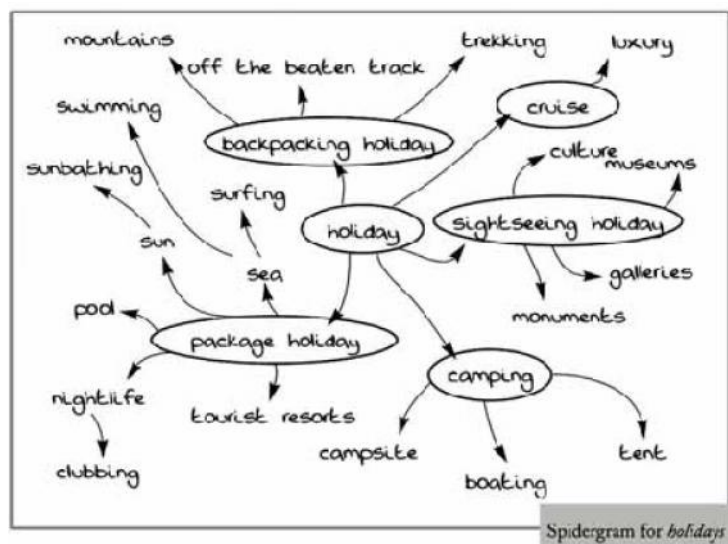 mountains
off the beaten track
trekking
luxury
swimming
cruise
backpacking holiday
culture
museums
sunbathing
surfing
holiday
sightseeing holiday
sun
sea
galleries
pool
monuments
package holiday
camping
nightlife
tourist resorts
campsite
tent
clubbing
boating
Spidergram for holidays